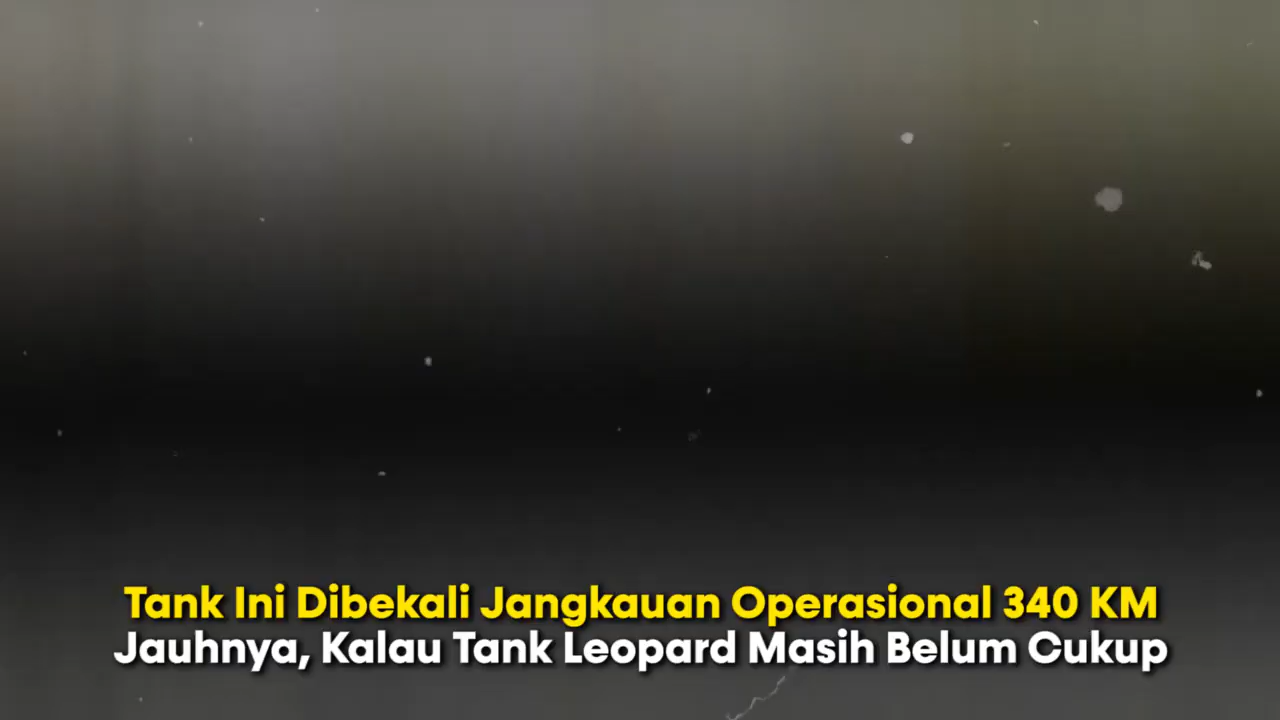 Tank Ini Dibekali Jangkauan Operasional 340 KM
Jauhnya, Kalau Tank Leopard Masih Belum Cukup